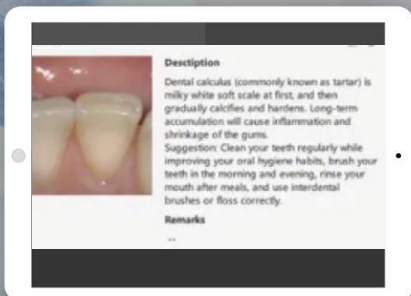 Desctiption
Dental calculus (commonly known as tartar) is
milky white soft scale at first, and then
gradually calcifies and hardens. Long-term
accumulation will cause inflammation and
shrinkage of the gums.
Suggestion: Clean your teeth regularly while
improving your oral hygiene habits, brush your
teeth in the morning and evening, rinse your
mouth after meals, and use interdental
brushes or floss correctly.
Remarks
--